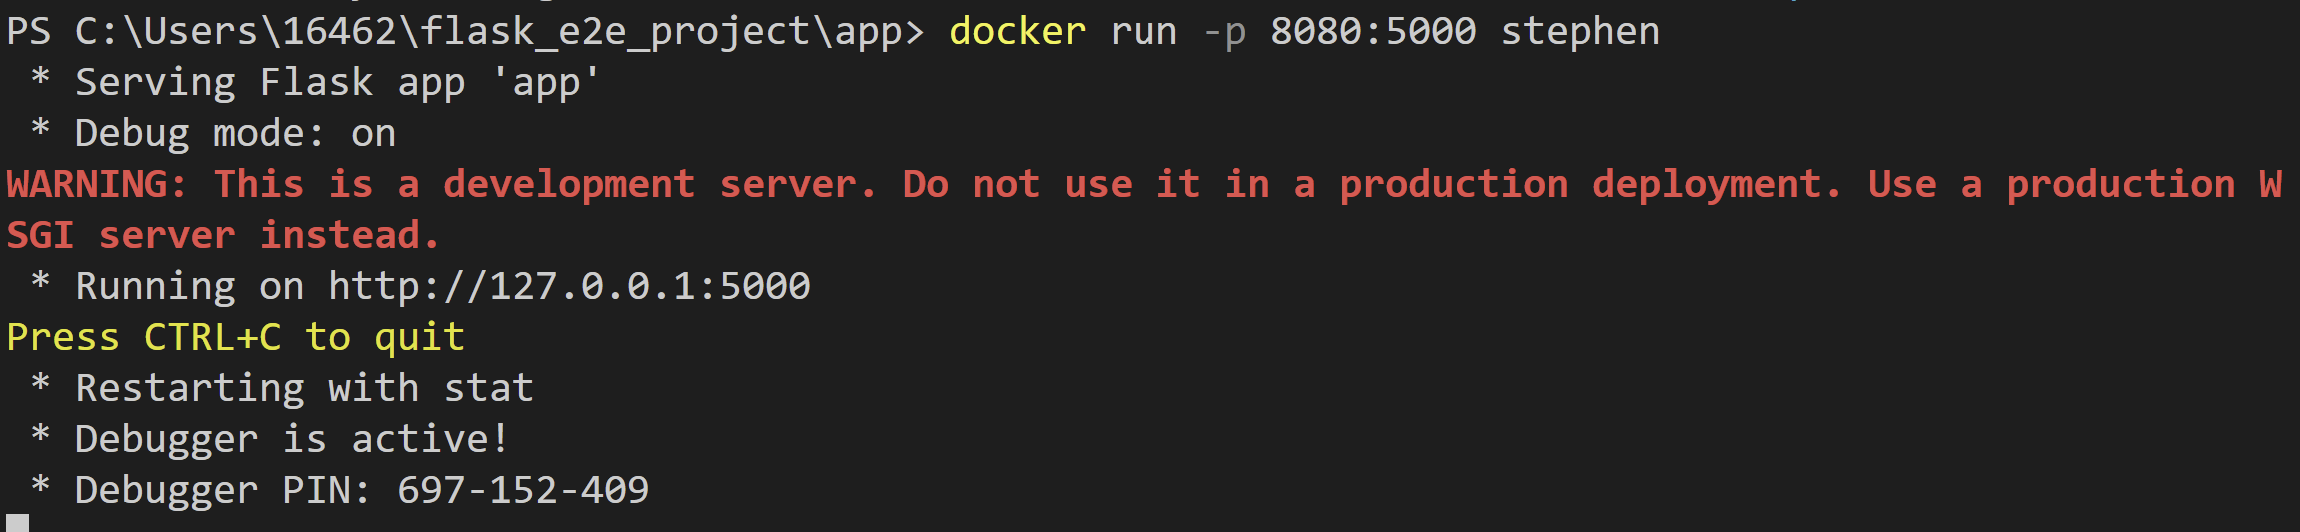 PS C:\Users\16462\flask_e2e_project\app> docker run -p 8080:5000 stephen
 * Serving Flask app 'app'
 * Debug mode: on
WARNING: This is a development server. Do not use it in a production deployment. Use a production W
SGI server instead.
 * Running on http://127.0.0.1:5000
Press CTRL+C to quit
 * Restarting with stat
 * Debugger is active!
 * Debugger PIN: 697-152-409